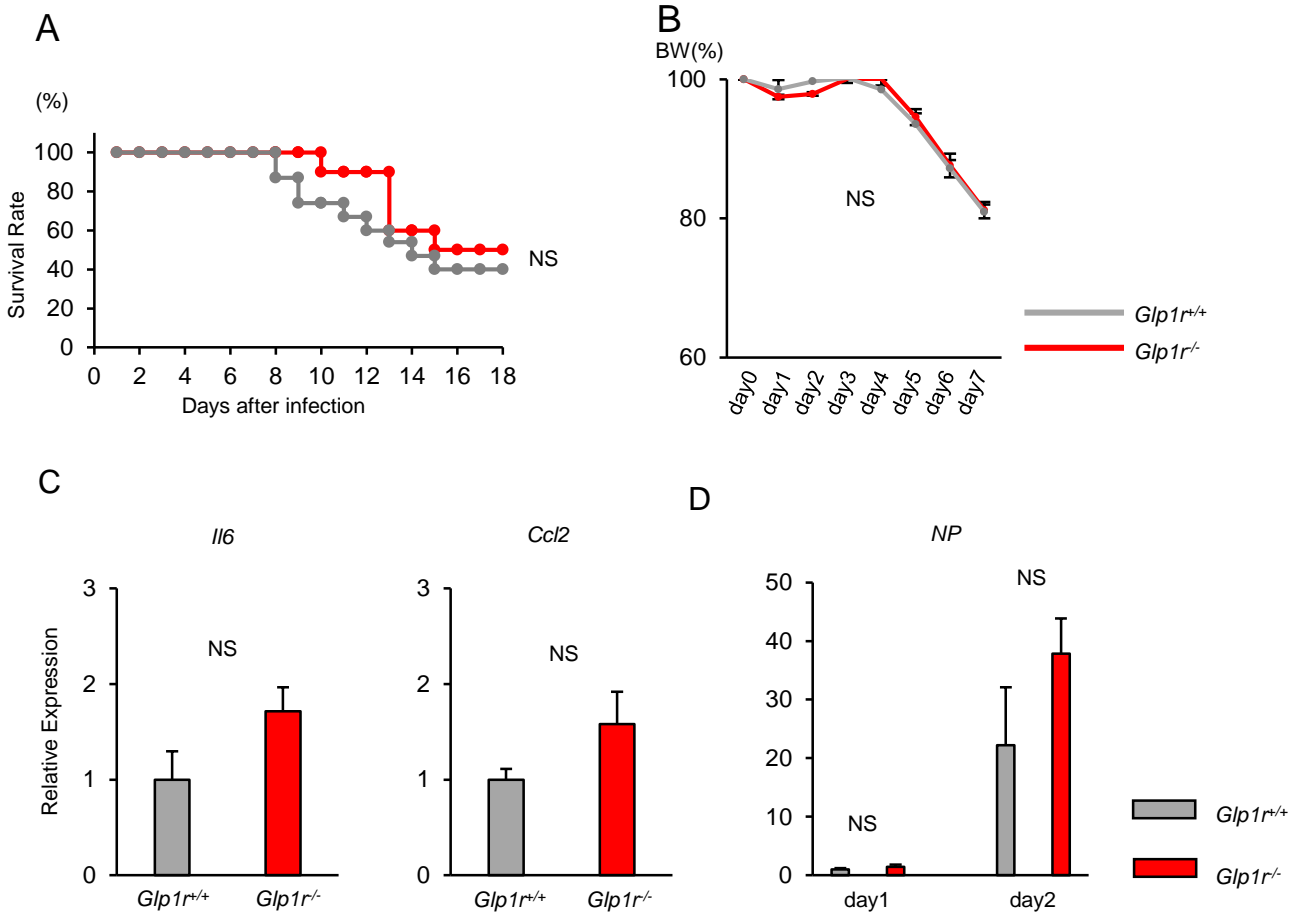 A
(%)
Survival Rate
100
80
60
40
20
0
0 2 4 6 8 10 12 14 16 18
Days after infection
NS
B
BW(%)
100
80
60
NS
day0 day1 day2 day3 day4 day5 day6 day7
Glp1r+/+
Glp1r-/-
C
Il6
Relative Expression
3
2
1
0
NS
Glp1r+/+ Glp1r-/-
Ccl2
3
2
1
0
NS
Glp1r+/+ Glp1r-/-
D
NP
50
40
30
20
10
0
NS
NS
day1 day2
Glp1r+/+
Glp1r-/-